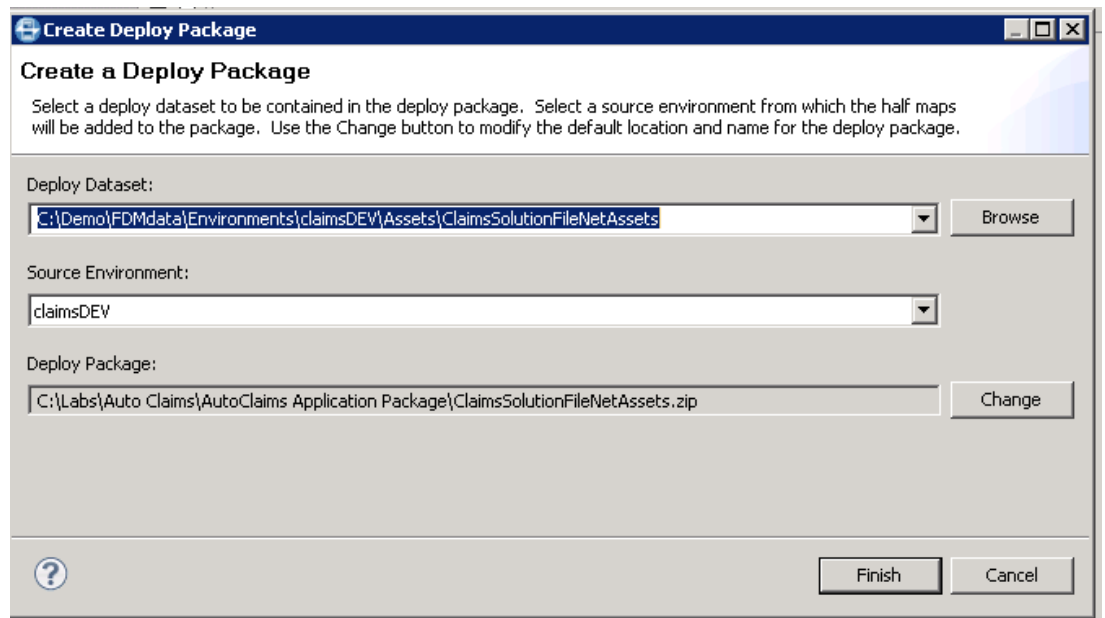 Create Deploy Package
Create a Deploy Package
Select a deploy dataset to be contained in the deploy package. Select a source environment from which the half maps
will be added to the package. Use the Change button to modify the default location and name for the deploy package.
Deploy Dataset:
C:\Demo\FDMdata\Environments\claimsDEV\Assets\ClaimsSolutionFileNetAssets
Browse
Source Environment:
claimsDEV
Deploy Package:
C:\Labs\Auto Claims\AutoClaims Application Package\ClaimsSolutionFileNetAssets.zip
Change
?
Finish
Cancel